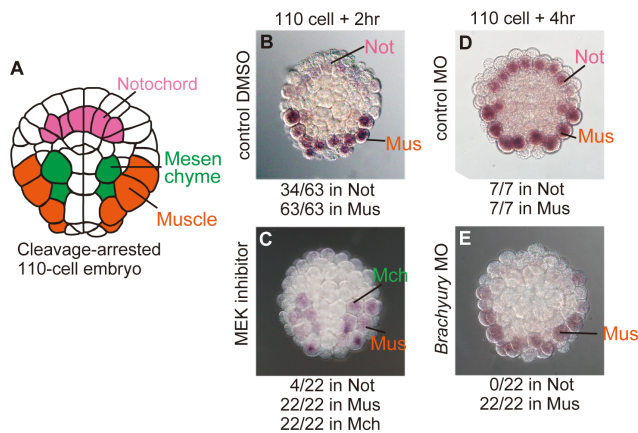 110 cell + 2hr
110 cell + 4hr
A
Notochord
Mesen
chyme
Muscle
Cleavage-arrested
110-cell embryo
control DMSO
B
Not
Mus
34/63 in Not
63/63 in Mus
MEK inhibitor
C
Mch
Mus
4/22 in Not
22/22 in Mus
22/22 in Mch
control MO
D
Not
Mus
7/7 in Not
7/7 in Mus
Brachyury MO
E
Mus
0/22 in Not
22/22 in Mus